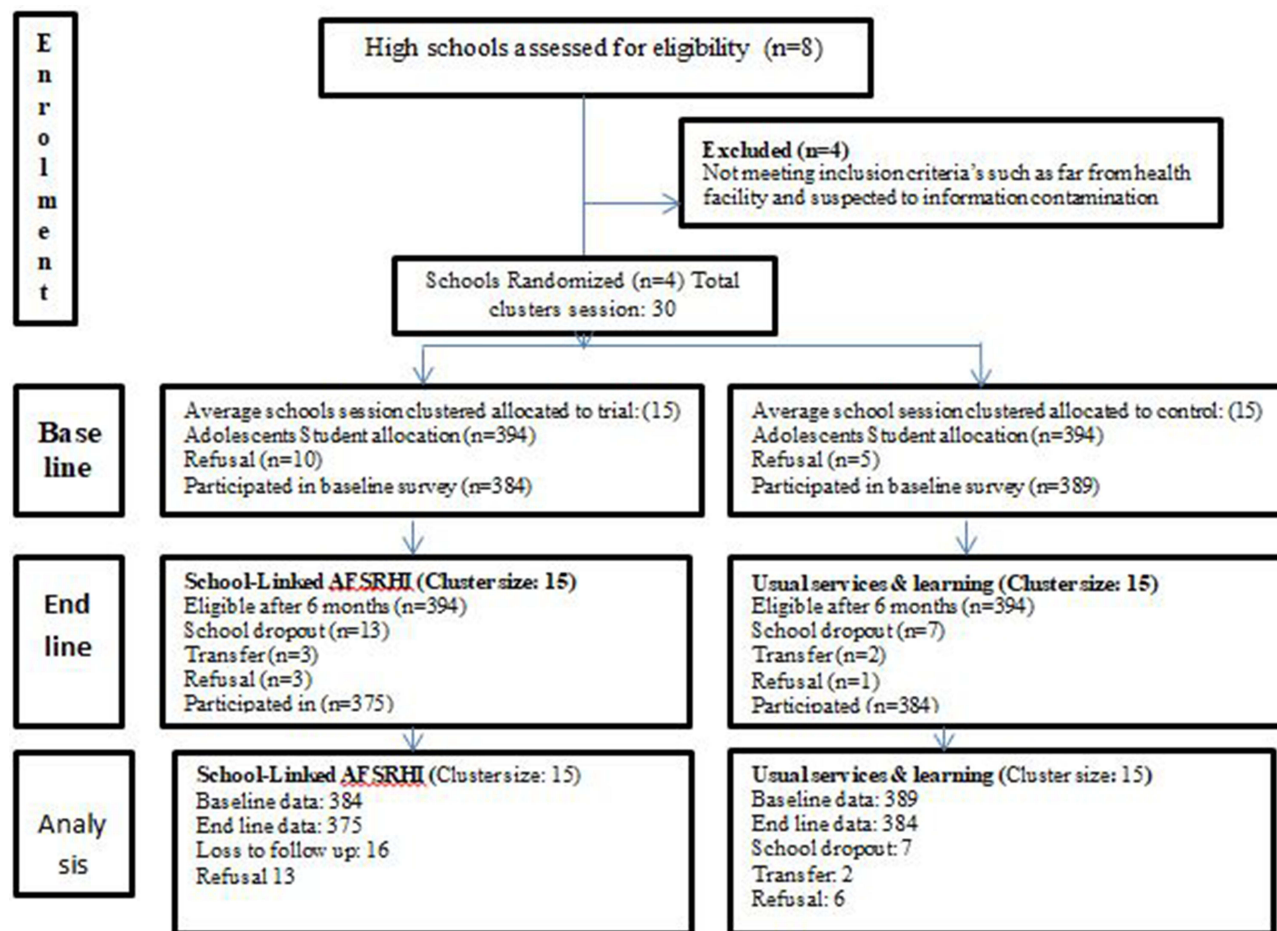 Enrolment
High schools assessed for eligibility (n=8)
Excluded (n=4)
Not meeting inclusion criteria's such as far from health
facility and suspected to information contamination
Schools Randomized (n=4) Total
clusters session: 30
Base
line
Average schools session clustered allocated to trial: (15)
Adolescents Student allocation (n=394)
Refusal (n=10)
Participated in baseline survey (n=384)
Average school session clustered allocated to control: (15)
Adolescents Student allocation (n=394)
Refusal (n=5)
Participated in baseline survey (n=389)
End
line
School-Linked AFSRHI (Cluster size: 15)
Eligible after 6 months (n=394)
School dropout (n=13)
Transfer (n=3)
Refusal (n=3)
Participated in (n=375)
Usual services & learning (Cluster size: 15)
Eligible after 6 months (n=394)
School dropout (n=7)
Transfer (n=2)
Refusal (n=1)
Participated (n=384)
Analy
sis
School-Linked AFSRHI (Cluster size: 15)
Baseline data: 384
End line data: 375
Loss to follow up: 16
Refusal 13
Usual services & learning (Cluster size: 15)
Baseline data: 389
End line data: 384
School dropout: 7
Transfer: 2
Refusal: 6